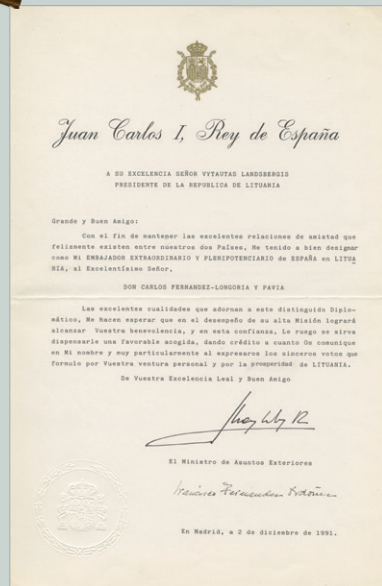 Juan Carlos I, Rey de España
A SU EXCELENCIA SEÑOR VYTAUTAS LANDSBERGIS
PRESIDENTE DE LA REPUBLICA DE LITUANIA
Grande y Buen Amigo:
Con el fin de mantener las excelentes relaciones de amistad que
felizmente existen entre nuestros dos Países, He tenido a bien designar
como Mi EMBAJADOR EXTRAORDINARIO Y PLENIPOTENCIARIO de ESPAÑA en LITUA
NIA, al Excelentísimo Señor,
DON CARLOS FERNANDEZ-LONGORIA Y PAVIA
Las excelentes cualidades que adornan a este distinguido Diplo-
mático, Me hacen esperar que en el desempeño de su alta Misión logrará
alcanzar Vuestra benevolencia, y en esta confianza, Le ruego se sirva
dispensarle una favorable acogida, dando crédito a cuanto Os comunique
en Mi nombre y muy particularmente al expresaros los sinceros votos que
formulo por Vuestra ventura personal y por la prosperidad de LITUANIA.
De Vuestra Excelencia Leal y Buen Amigo
El Ministro de Asuntos Exteriores
Francisco Fernández Ordóñez
En Madrid, a 2 de diciembre de 1991.